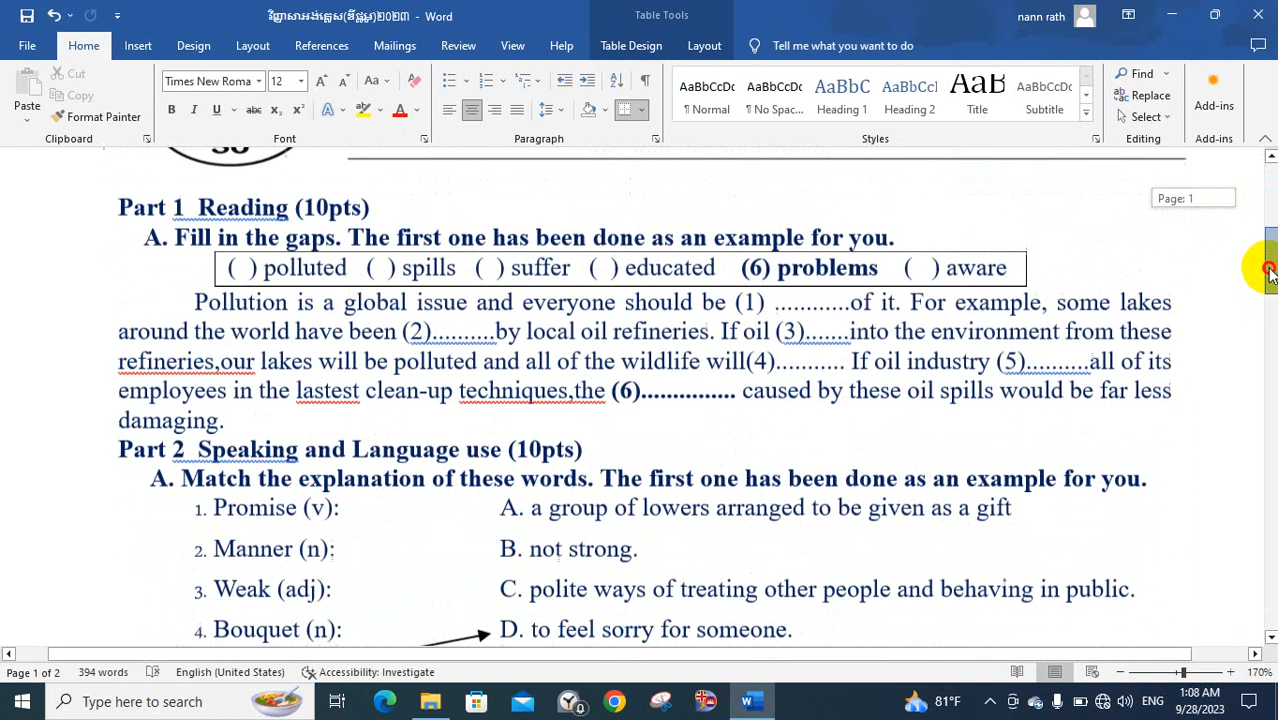 វិញ្ញាសាអង់គ្លេស(ឌីផ្លូម)២០២៣ - Word
Table Tools
nann rath
File Home Insert Design Layout References Mailings Review View Help Table Design Layout Tell me what you want to do
Paste
Cut
Copy
Format Painter
Clipboard
Times New Roma 12
Font
Paragraph
AaBbCcDc AaBbCcDc AaBbC AaBbCcC AaB AaBbCcDc
¶ Normal ¶ No Spac... Heading 1 Heading 2 Title Subtitle
Styles
Find
Replace
Select
Editing
Add-ins
Add-ins
Page: 1
Part 1 Reading (10pts)
A. Fill in the gaps. The first one has been done as an example for you.
( ) polluted ( ) spills ( ) suffer ( ) educated (6) problems ( ) aware
Pollution is a global issue and everyone should be (1) ............of it. For example, some lakes
around the world have been (2)..........by local oil refineries. If oil (3).......into the environment from these
refineries,our lakes will be polluted and all of the wildlife will(4)........... If oil industry (5)..........all of its
employees in the lastest clean-up techniques,the (6)............... caused by these oil spills would be far less
damaging.
Part 2 Speaking and Language use (10pts)
A. Match the explanation of these words. The first one has been done as an example for you.
1. Promise (v): A. a group of lowers arranged to be given as a gift
2. Manner (n): B. not strong.
3. Weak (adj): C. polite ways of treating other people and behaving in public.
4. Bouquet (n): D. to feel sorry for someone.
Page 1 of 2 394 words English (United States) Accessibility: Investigate 170%
Type here to search
81°F
ENG
1:08 AM
9/28/2023